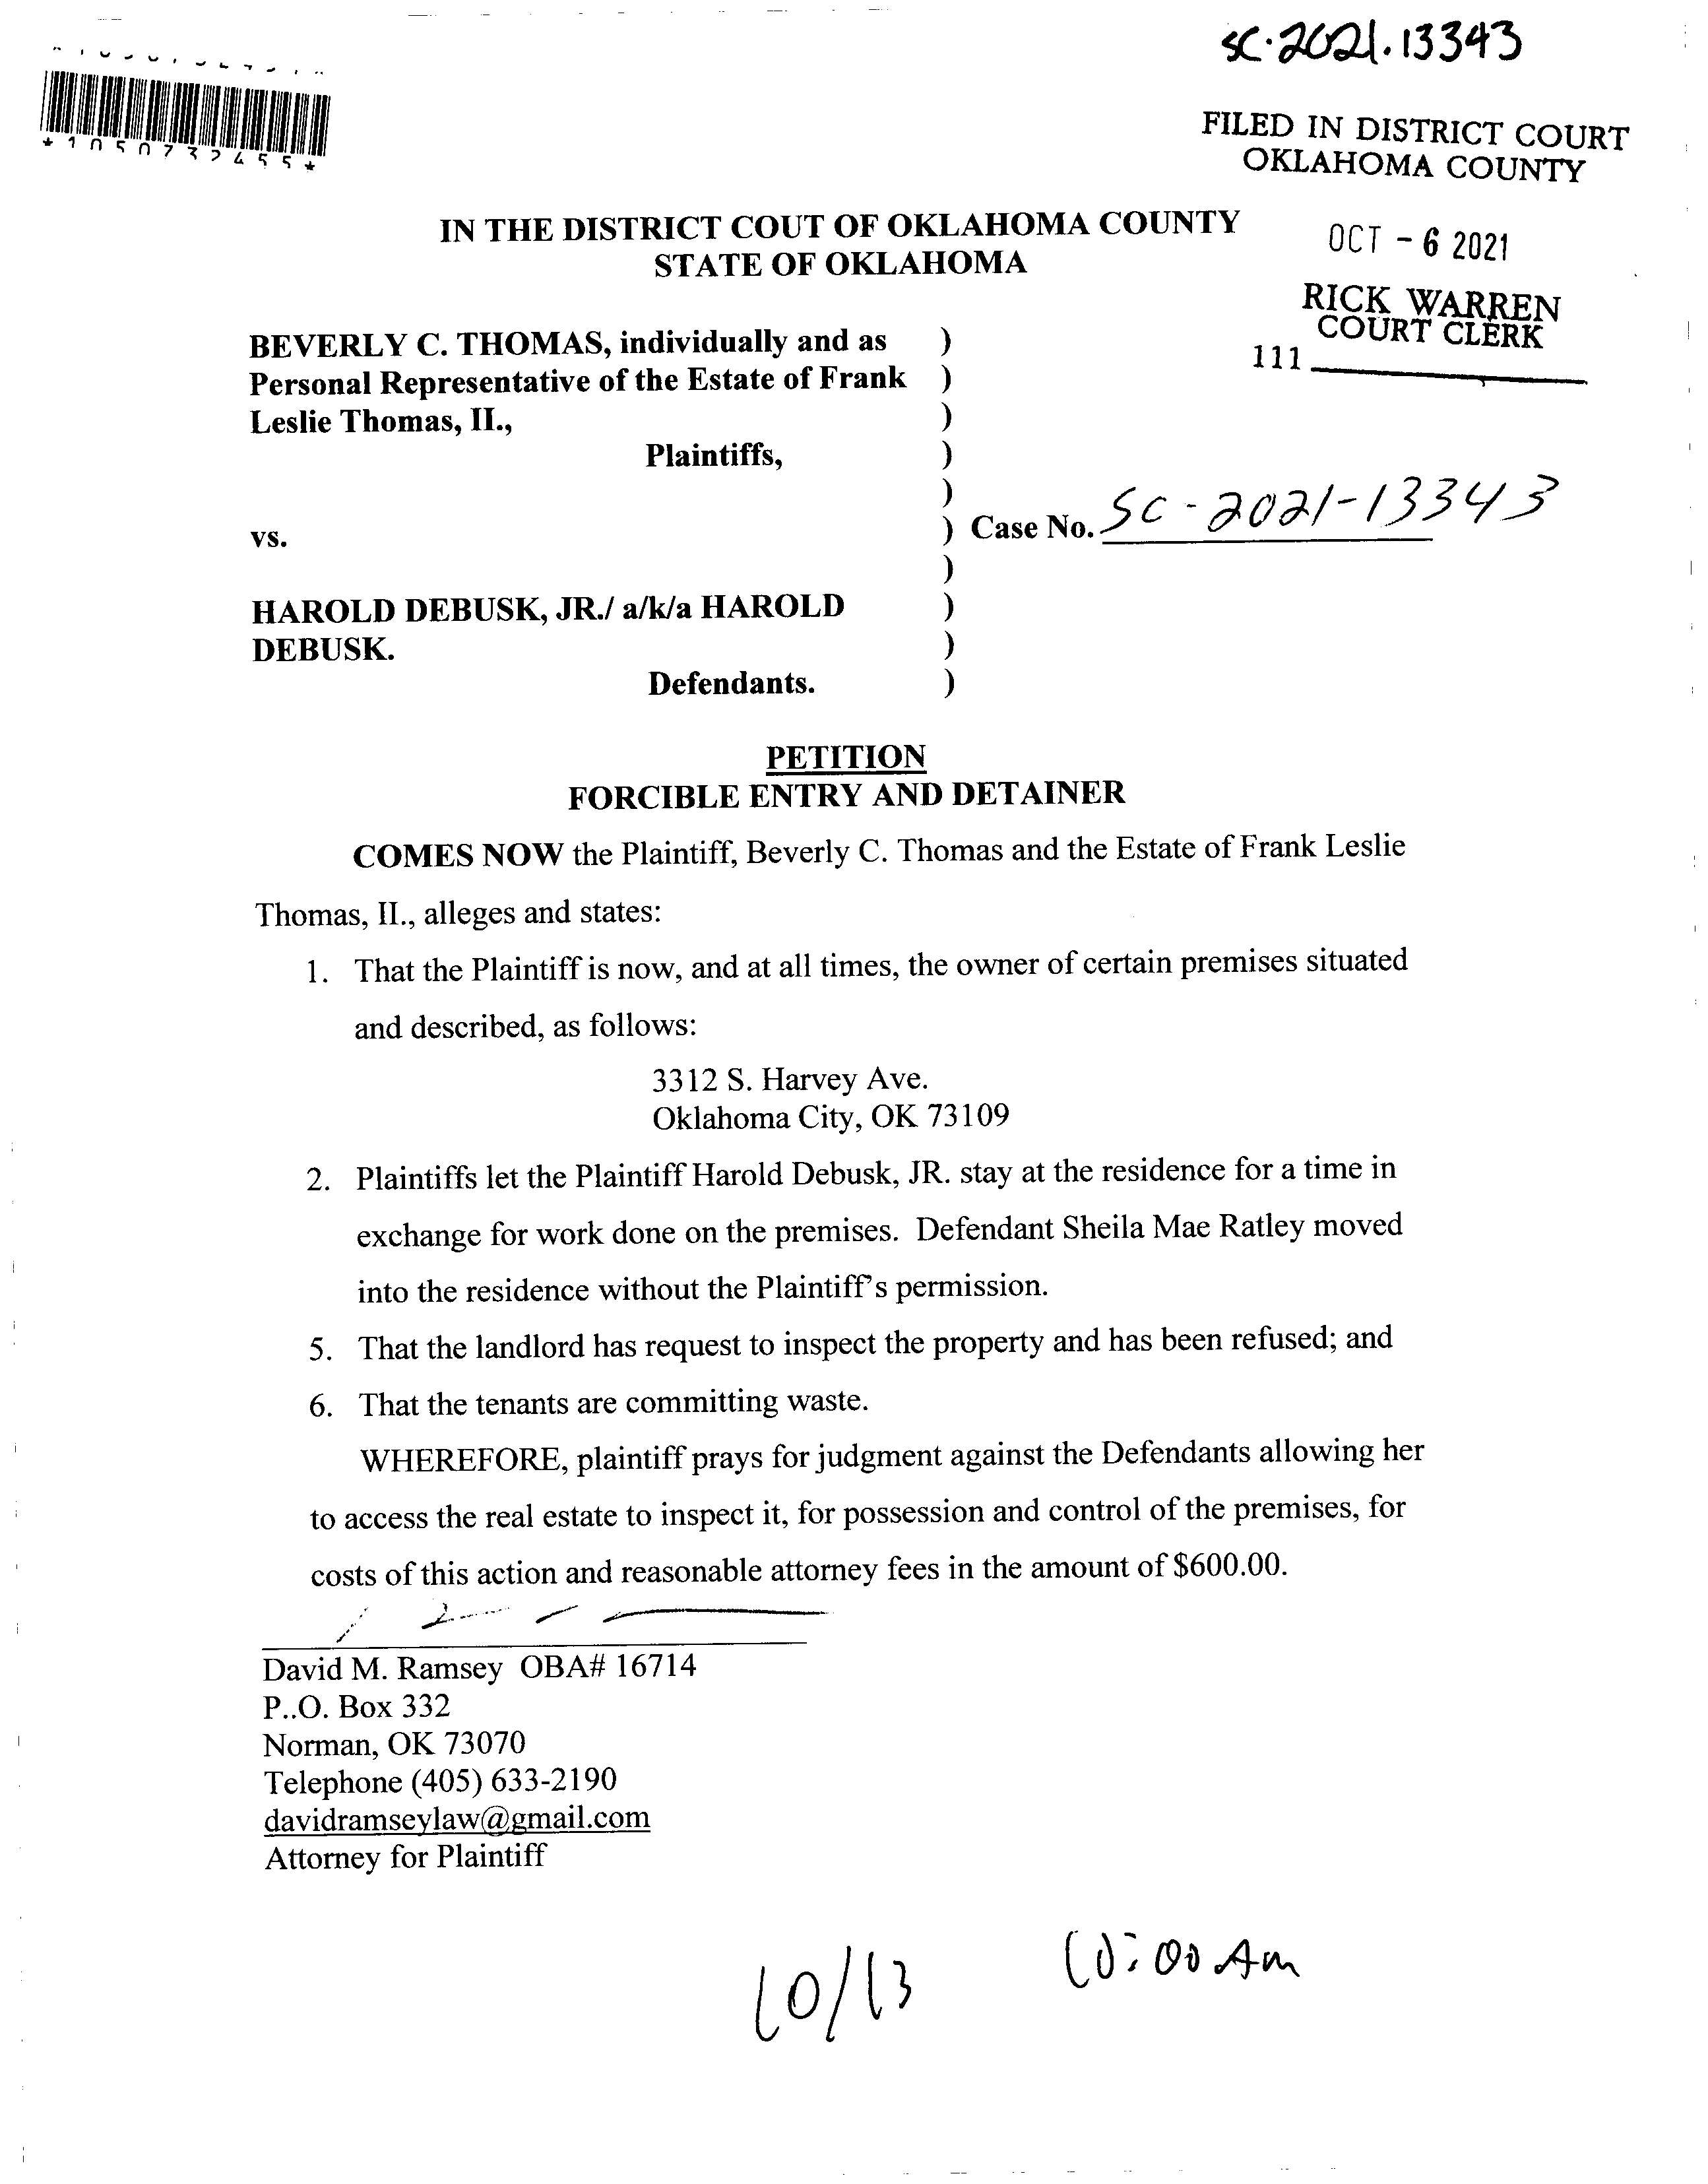 SC·2021·13343
*1050732455*
FILED IN DISTRICT COURT
OKLAHOMA COUNTY
IN THE DISTRICT COUT OF OKLAHOMA COUNTY
STATE OF OKLAHOMA
OCT - 6 2021
RICK WARREN
COURT CLERK
111
BEVERLY C. THOMAS, individually and as )
Personal Representative of the Estate of Frank )
Leslie Thomas, II., )
Plaintiffs, )
)
vs. ) Case No. SC-2021-13343
)
HAROLD DEBUSK, JR./ a/k/a HAROLD )
DEBUSK. )
Defendants. )
PETITION
FORCIBLE ENTRY AND DETAINER
COMES NOW the Plaintiff, Beverly C. Thomas and the Estate of Frank Leslie
Thomas, II., alleges and states:
1. That the Plaintiff is now, and at all times, the owner of certain premises situated
and described, as follows:
3312 S. Harvey Ave.
Oklahoma City, OK 73109
2. Plaintiffs let the Plaintiff Harold Debusk, JR. stay at the residence for a time in
exchange for work done on the premises. Defendant Sheila Mae Ratley moved
into the residence without the Plaintiff's permission.
5. That the landlord has request to inspect the property and has been refused; and
6. That the tenants are committing waste.
WHEREFORE, plaintiff prays for judgment against the Defendants allowing her
to access the real estate to inspect it, for possession and control of the premises, for
costs of this action and reasonable attorney fees in the amount of $600.00.
David M. Ramsey OBA# 16714
P..O. Box 332
Norman, OK 73070
Telephone (405) 633-2190
davidramseylaw@gmail.com
Attorney for Plaintiff
10/13 10:00 Am